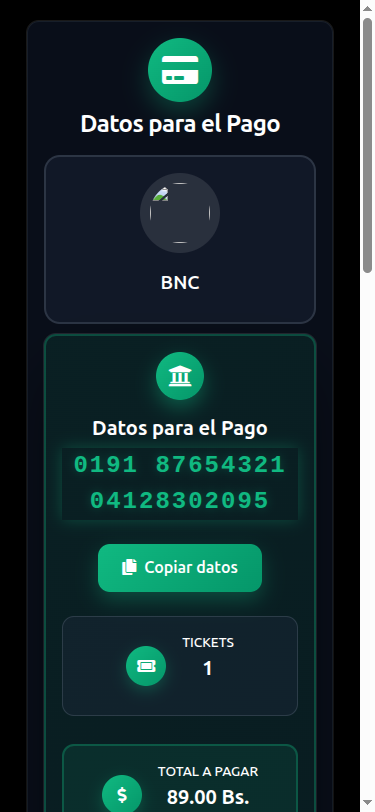 Datos para el Pago
BNC
Datos para el Pago
0191 87654321
04128302095
Copiar datos
TICKETS
1
TOTAL A PAGAR
$
89.00 Bs.